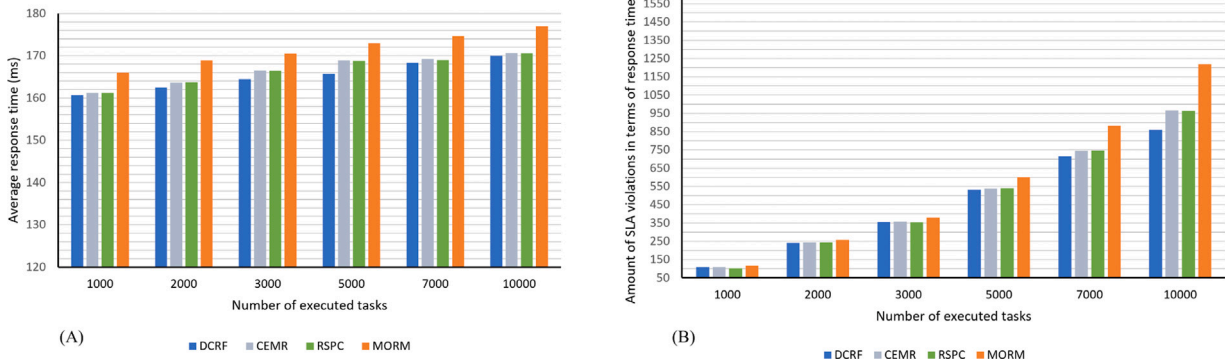 180
170
160
150
140
130
120
Average response time (ms)
1000 2000 3000 5000 7000 10000
Number of executed tasks
(A)
DCRF CEMR RSPC MORM
1550
1450
1350
1250
1150
1050
950
850
750
650
550
450
350
250
150
50
Amount of SLA violations in terms of response time
1000 2000 3000 5000 7000 10000
Number of executed tasks
(B)
DCRF CEMR RSPC MORM